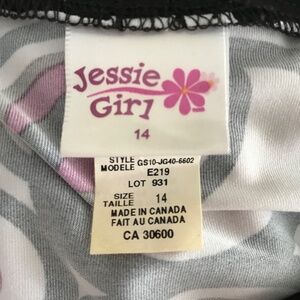 Jessie
Girl
14
STYLE GS10-JG40-6602
MODELE E219
LOT 931
SIZE 14
TAILLE
MADE IN CANADA
FAIT AU CANADA
CA 30600